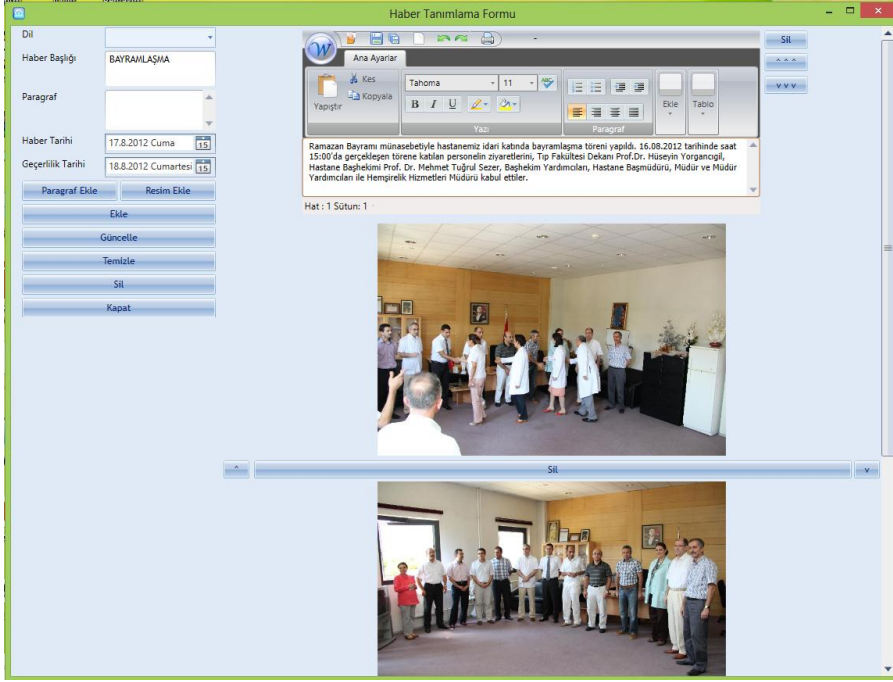 Haber Tanımlama Formu
Dil
Haber Başlığı
BAYRAMLAŞMA
Paragraf
Haber Tarihi
17.8.2012 Cuma
15
Geçerlilik Tarihi
18.8.2012 Cumartesi
15
Paragraf Ekle
Resim Ekle
Ekle
Güncelle
Temizle
Sil
Kapat
W
Ana Ayarlar
Yapıştır
Kes
Kopyala
Tahoma
11
ABC
B I U
Yazı
Paragraf
Ekle
Tablo
Ramazan Bayramı münasebetiyle hastanemiz idari katında bayramlaşma töreni yapıldı. 16.08.2012 tarihinde saat
15:00'da gerçekleşen törene katılan personelin ziyaretlerini, Tıp Fakültesi Dekanı Prof.Dr. Hüseyin Yorgancıgil,
Hastane Başhekimi Prof. Dr. Mehmet Tuğrul Sezer, Başhekim Yardımcıları, Hastane Başmüdürü, Müdür ve Müdür
Yardımcıları ile Hemşirelik Hizmetleri Müdürü kabul ettiler.
Hat : 1 Sütun: 1
Sil
^ ^ ^
v v v
^
Sil
v